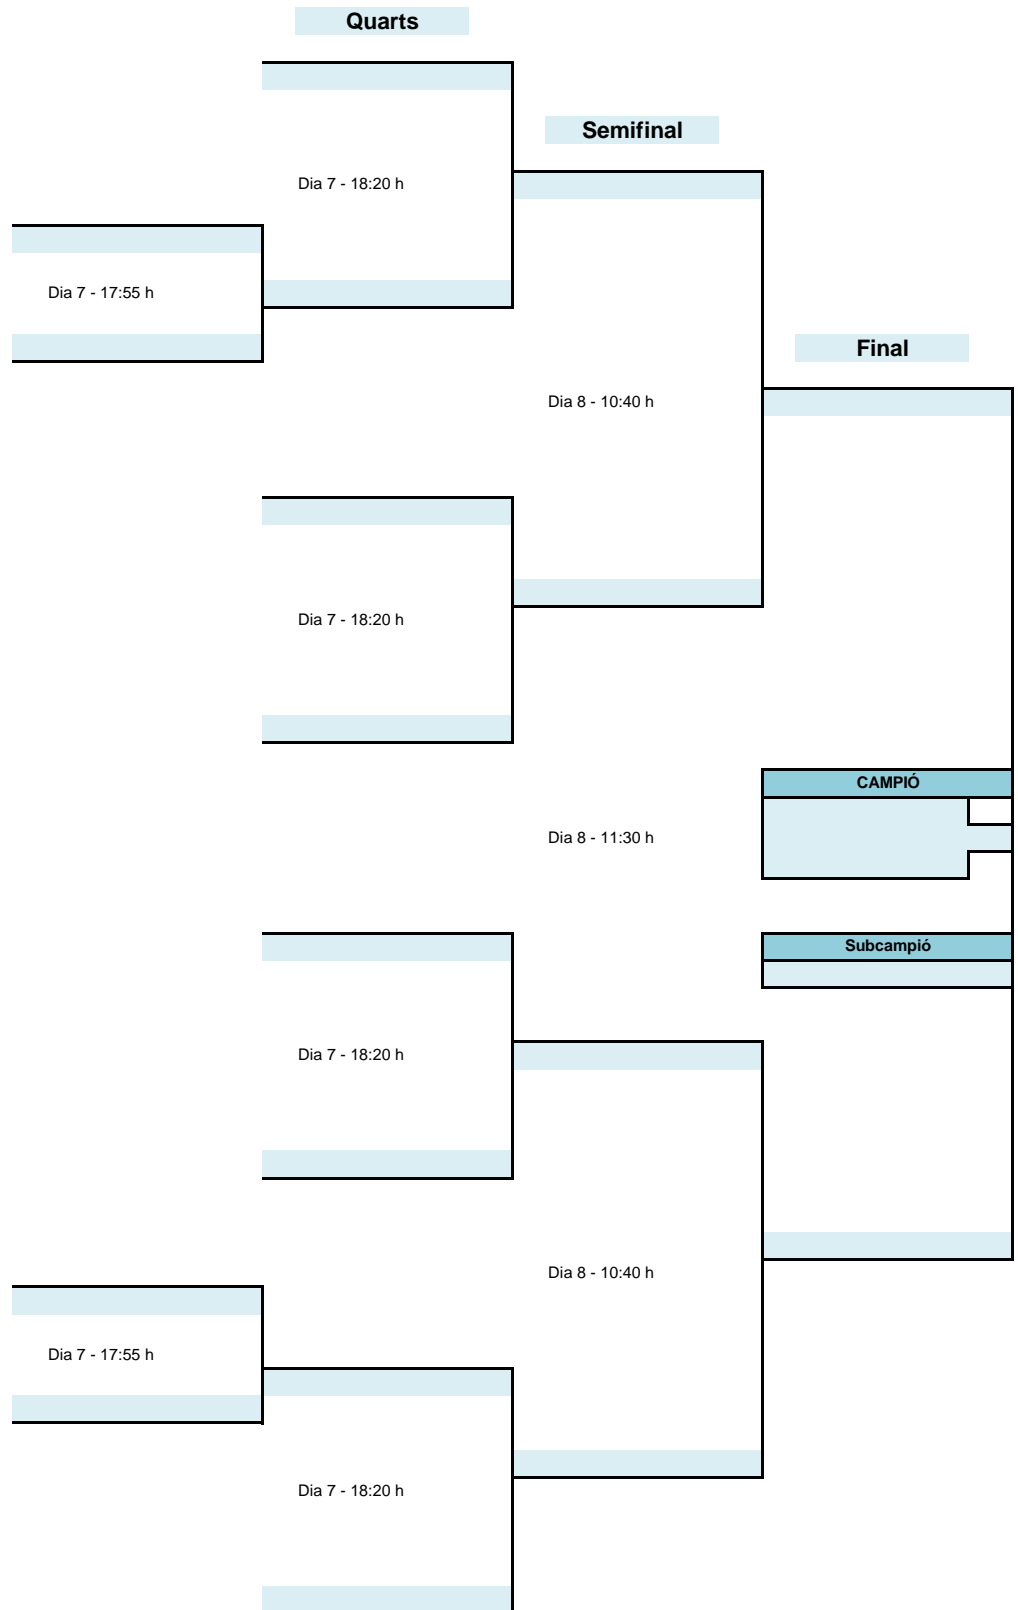 Quarts
Semifinal
Dia 7 - 18:20 h
Dia 7 - 17:55 h
Final
Dia 8 - 10:40 h
Dia 7 - 18:20 h
CAMPIÓ
Dia 8 - 11:30 h
Subcampió
Dia 7 - 18:20 h
Dia 8 - 10:40 h
Dia 7 - 17:55 h
Dia 7 - 18:20 h